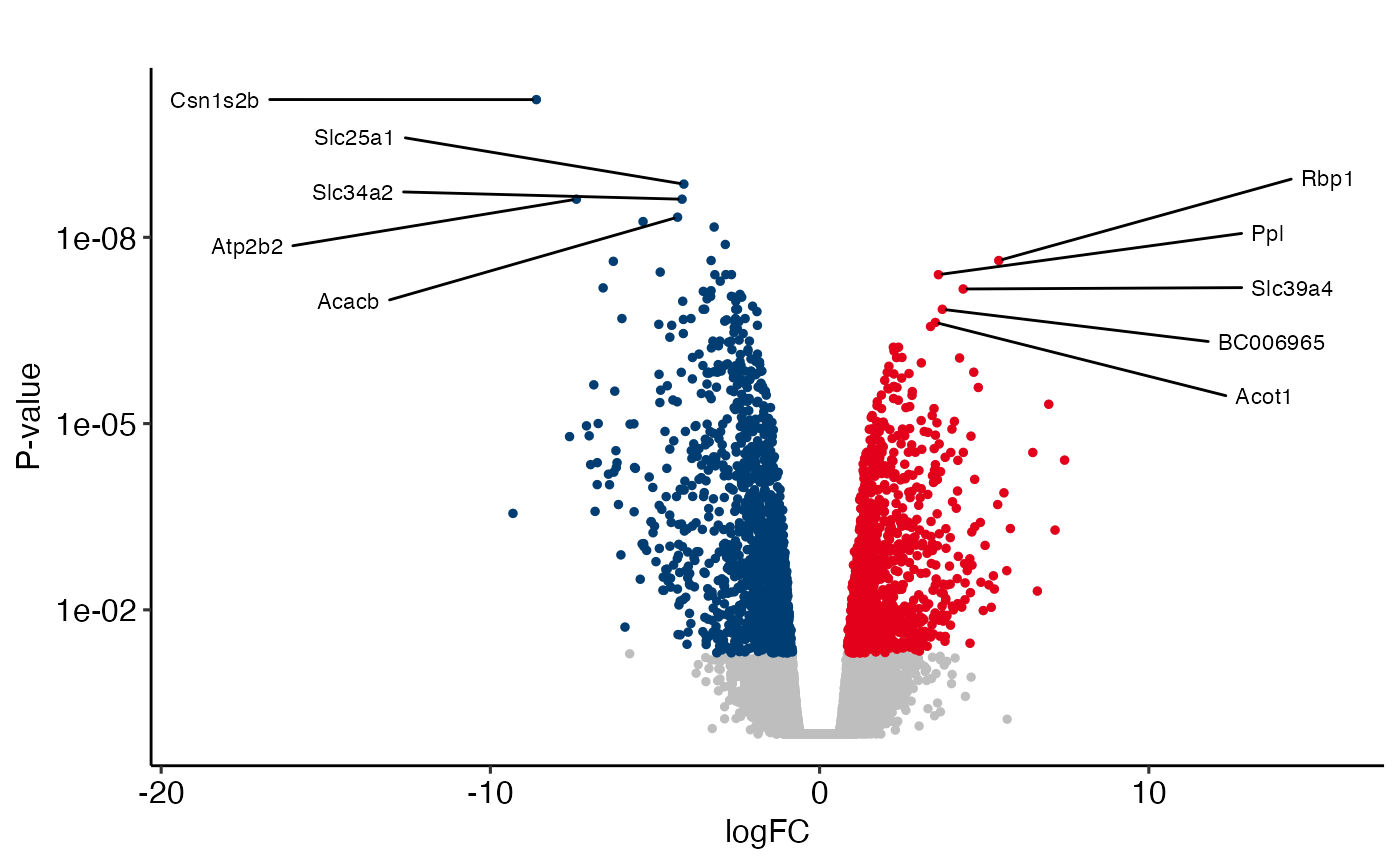 Csn1s2b
Slc25a1
Slc34a2
Atp2b2
Acacb
Rbp1
Ppl
Slc39a4
BC006965
Acot1
P-value
1e-08
1e-05
1e-02
-20
-10
0
10
logFC